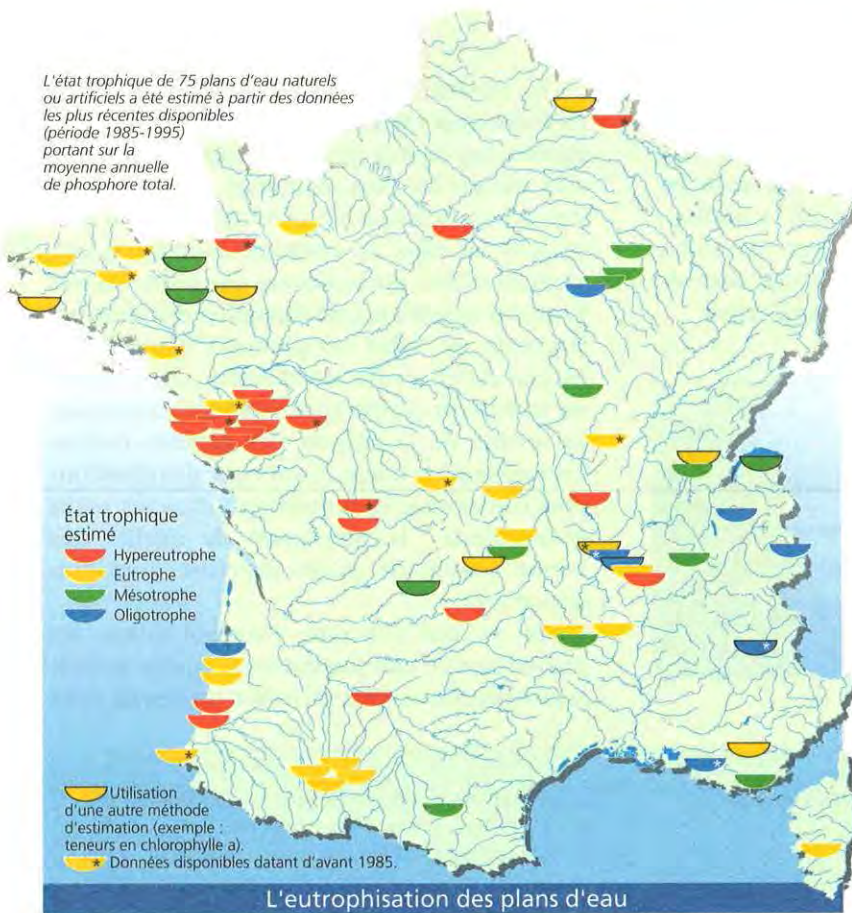 L'état trophique de 75 plans d'eau naturels
ou artificiels a été estimé à partir des données
les plus récentes disponibles
(période 1985-1995)
portant sur la
moyenne annuelle
de phosphore total.
État trophique
estimé
Hypereutrophe
Eutrophe
Mésotrophe
Oligotrophe
Utilisation
d'une autre méthode
d'estimation (exemple :
teneurs en chlorophylle a).
* Données disponibles datant d'avant 1985.
L'eutrophisation des plans d'eau